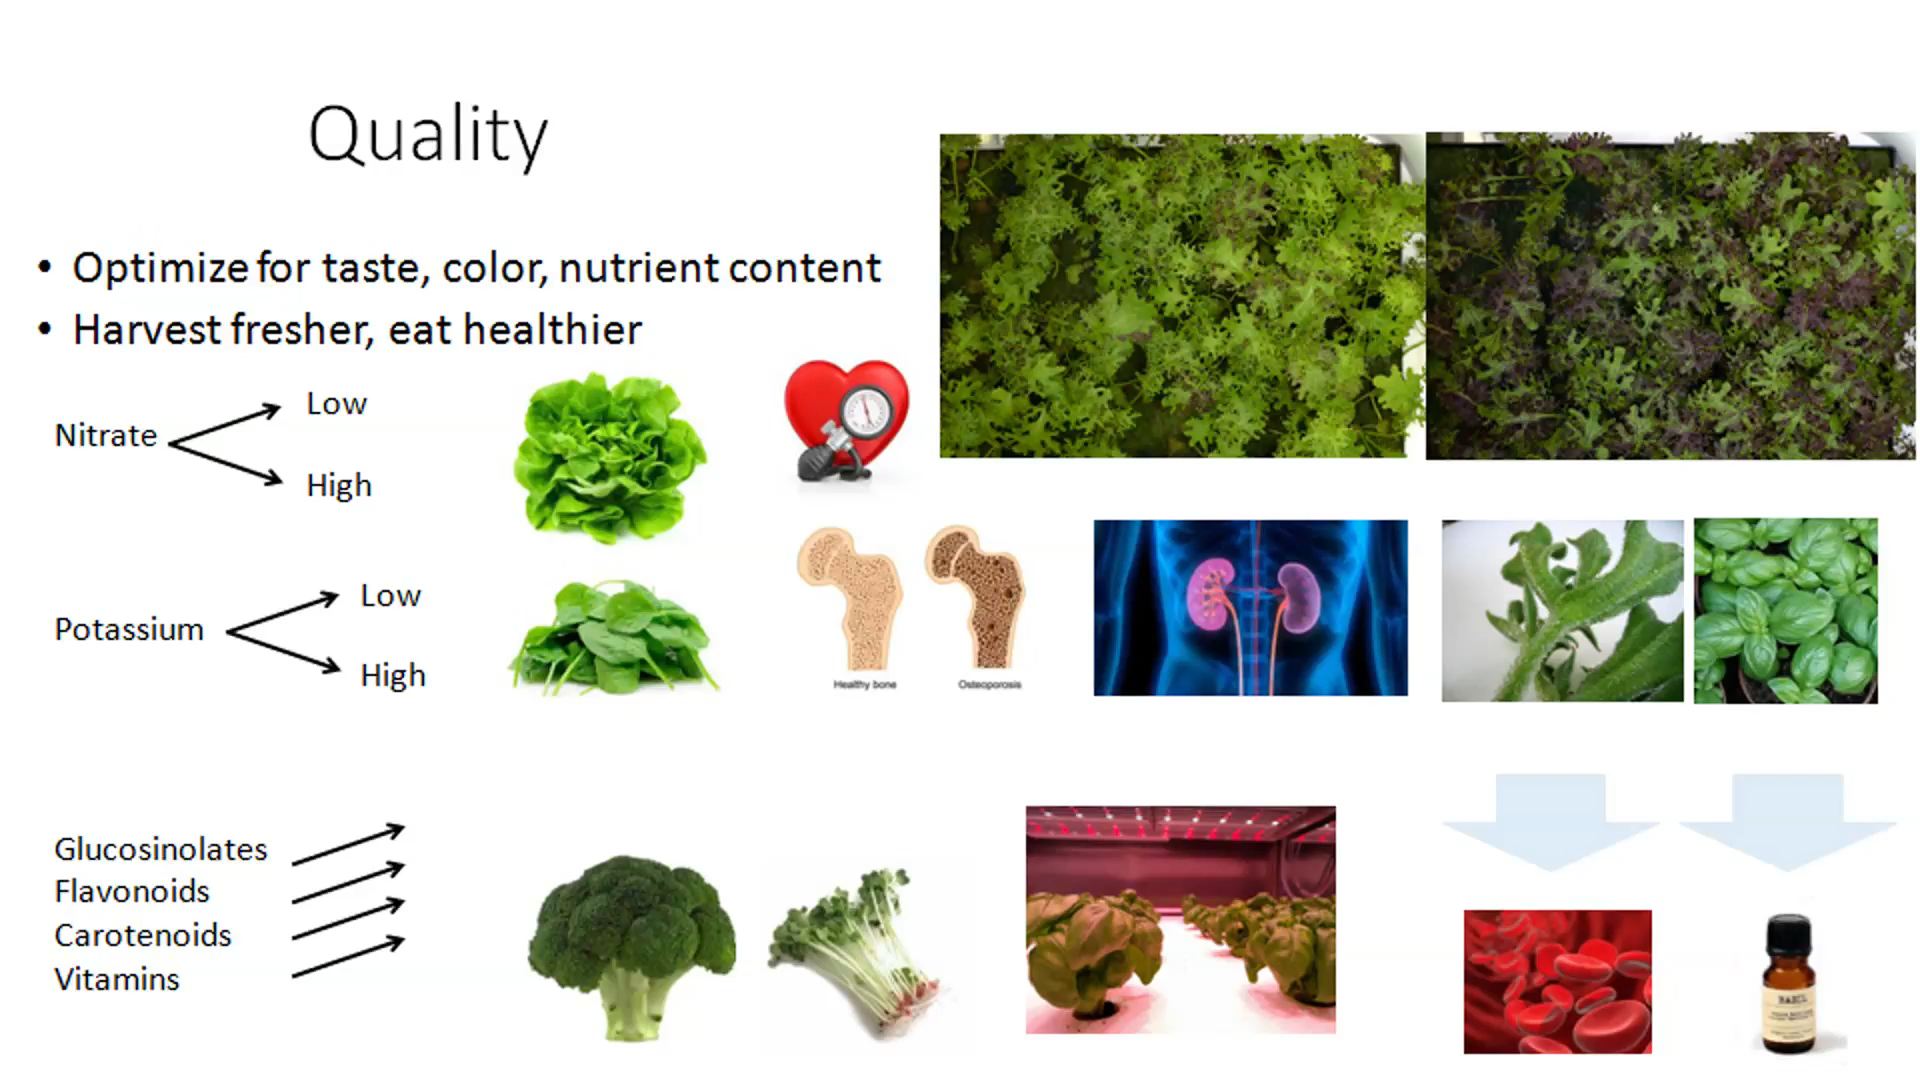 Quality
• Optimize for taste, color, nutrient content
• Harvest fresher, eat healthier
Nitrate
Low
High
Potassium
Low
High
Healthy bone
Osteoporosis
Glucosinolates
Flavonoids
Carotenoids
Vitamins
BASIL